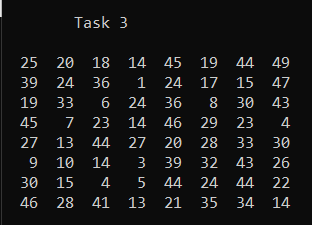 Task 3
25 20 18 14 45 19 44 49
39 24 36 1 24 17 15 47
19 33 6 24 36 8 30 43
45 7 23 14 46 29 23 4
27 13 44 27 20 28 33 30
9 10 14 3 39 32 43 26
30 15 4 5 44 24 44 22
46 28 41 13 21 35 34 14